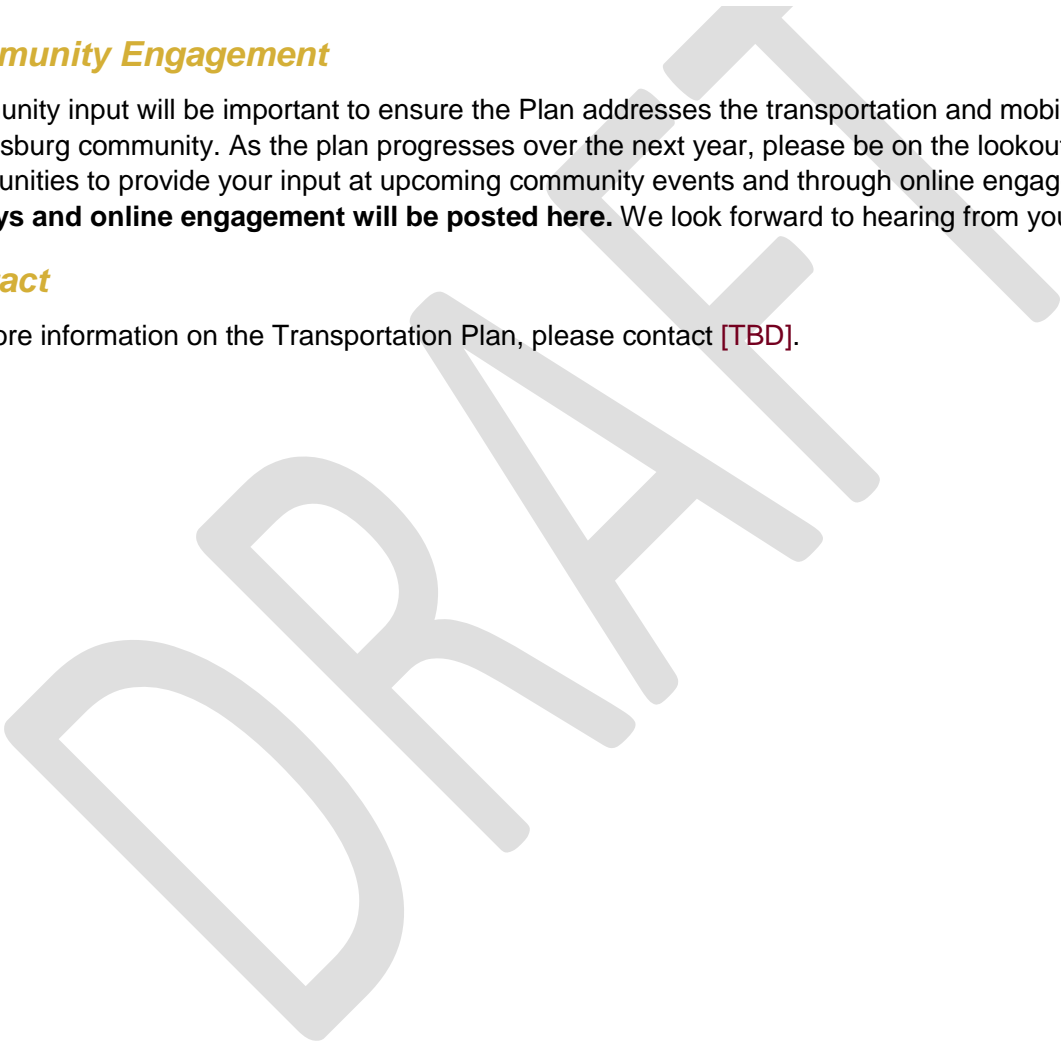 munity Engagement
unity input will be important to ensure the Plan addresses the transportation and mobi
sburg community. As the plan progresses over the next year, please be on the lookout
unities to provide your input at upcoming community events and through online engag
ys and online engagement will be posted here. We look forward to hearing from you
act
ore information on the Transportation Plan, please contact [TBD].
DRAFT